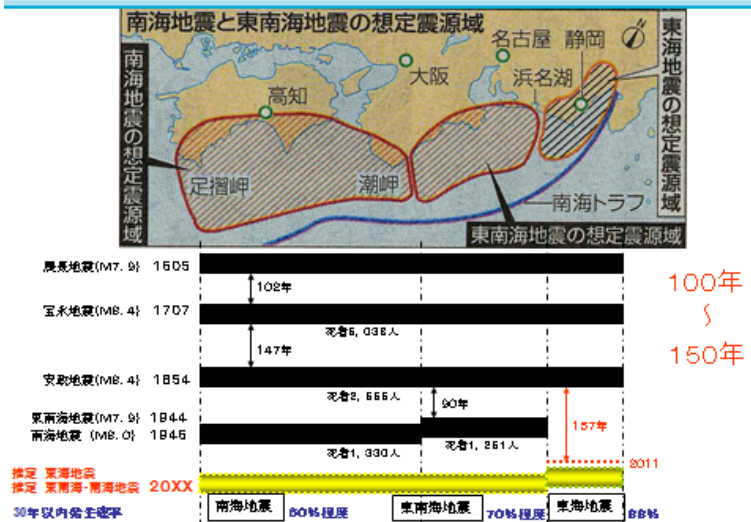 南海地震と東南海地震の想定震源域
南海地震の想定震源域
東海地震の想定震源域
名古屋
静岡
N
大阪
浜名湖
高知
足摺岬
潮岬
南海トラフ
東南海地震の想定震源域
慶長地震(M7.9) 1605
102年
100年
〜
150年
宝永地震(M8.4) 1707
死者5,038人
147年
安政地震(M8.4) 1854
死者2,666人
90年
157年
東南海地震(M7.9) 1944
南海地震 (M8.0) 1946
死者1,330人
死者1,251人
2011
推定 東海地震
推定 東南海-南海地震 20XX
30年以内発生確率
南海地震 60%程度
東南海地震 70%程度
東海地震 88%